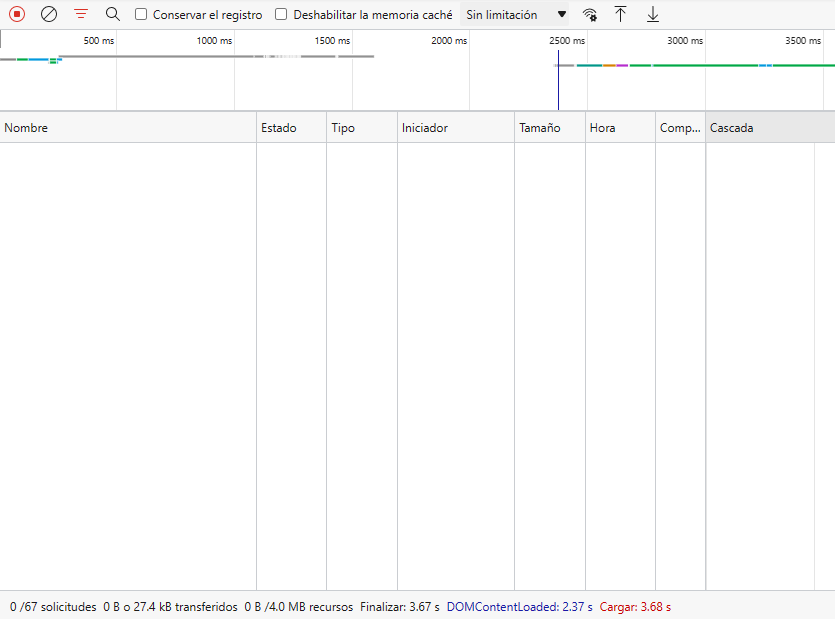 Conservar el registro Deshabilitar la memoria caché Sin limitación
500 ms 1000 ms 1500 ms 2000 ms 2500 ms 3000 ms 3500 ms
Nombre Estado Tipo Iniciador Tamaño Hora Comp... Cascada
0 /67 solicitudes 0 B o 27.4 kB transferidos 0 B /4.0 MB recursos Finalizar: 3.67 s DOMContentLoaded: 2.37 s Cargar: 3.68 s